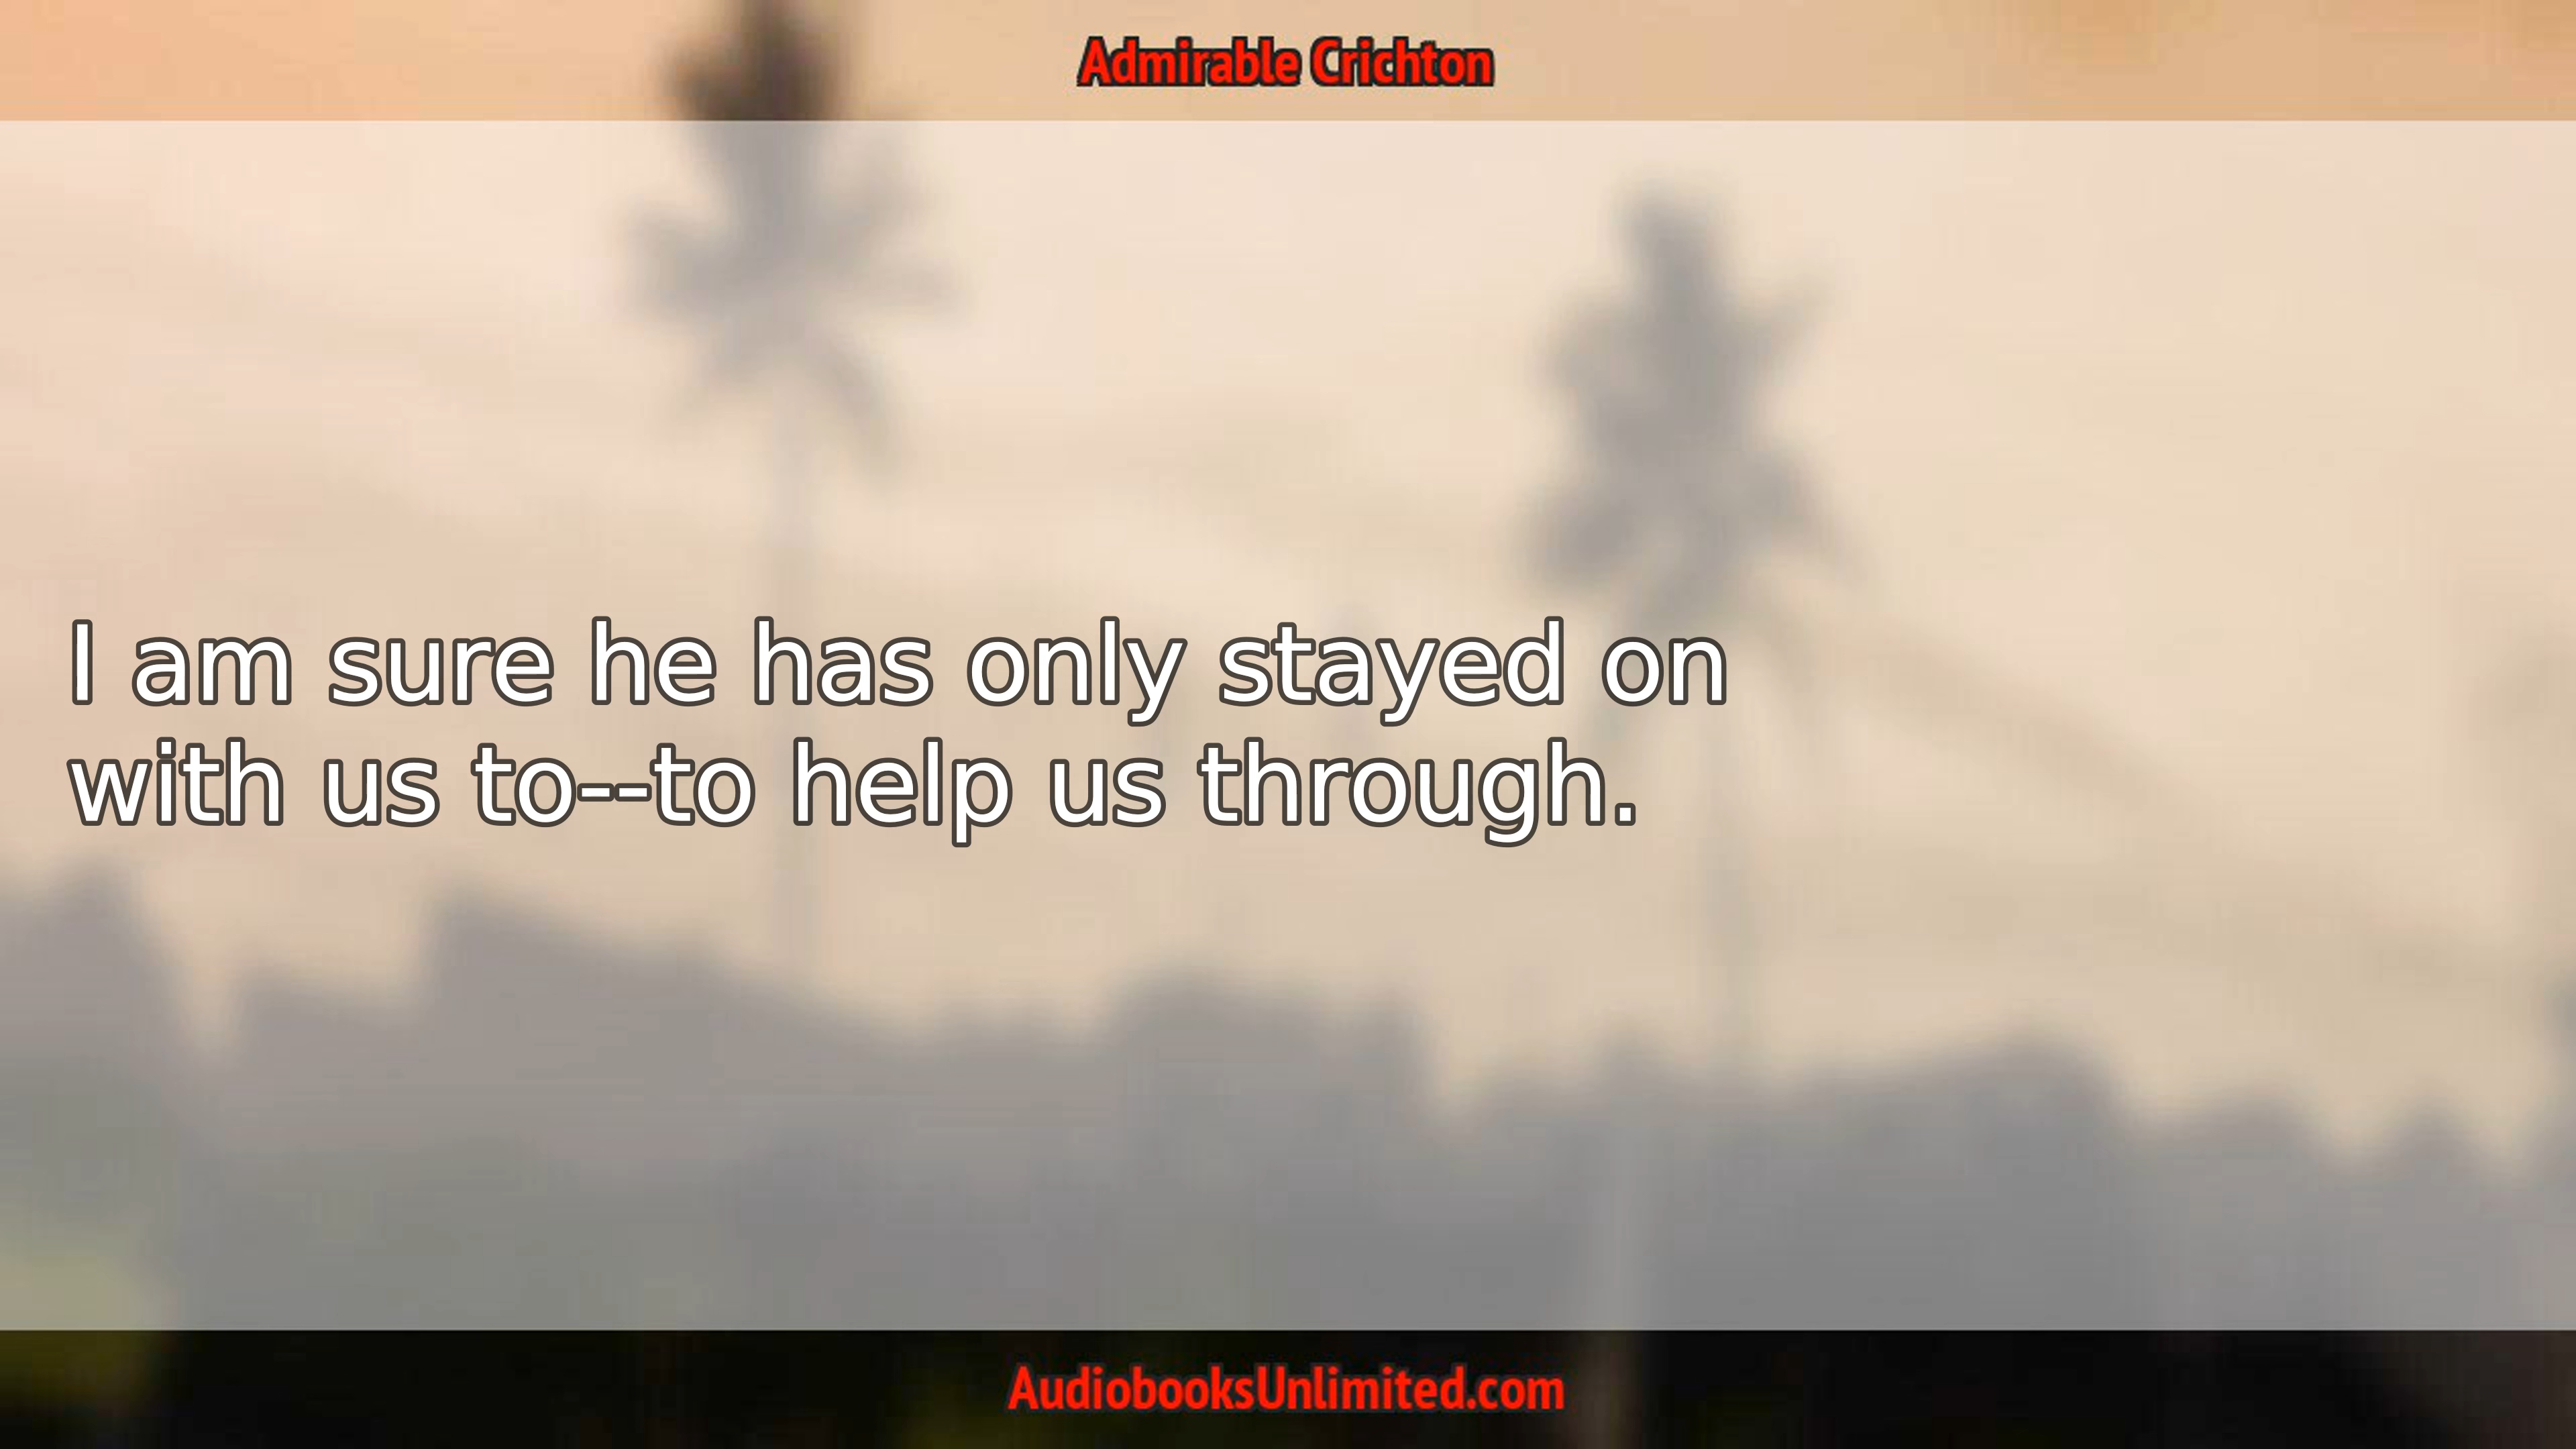 Admirable Crichton
I am sure he has only stayed on
with us to--to help us through.
AudiobooksUnlimited.com